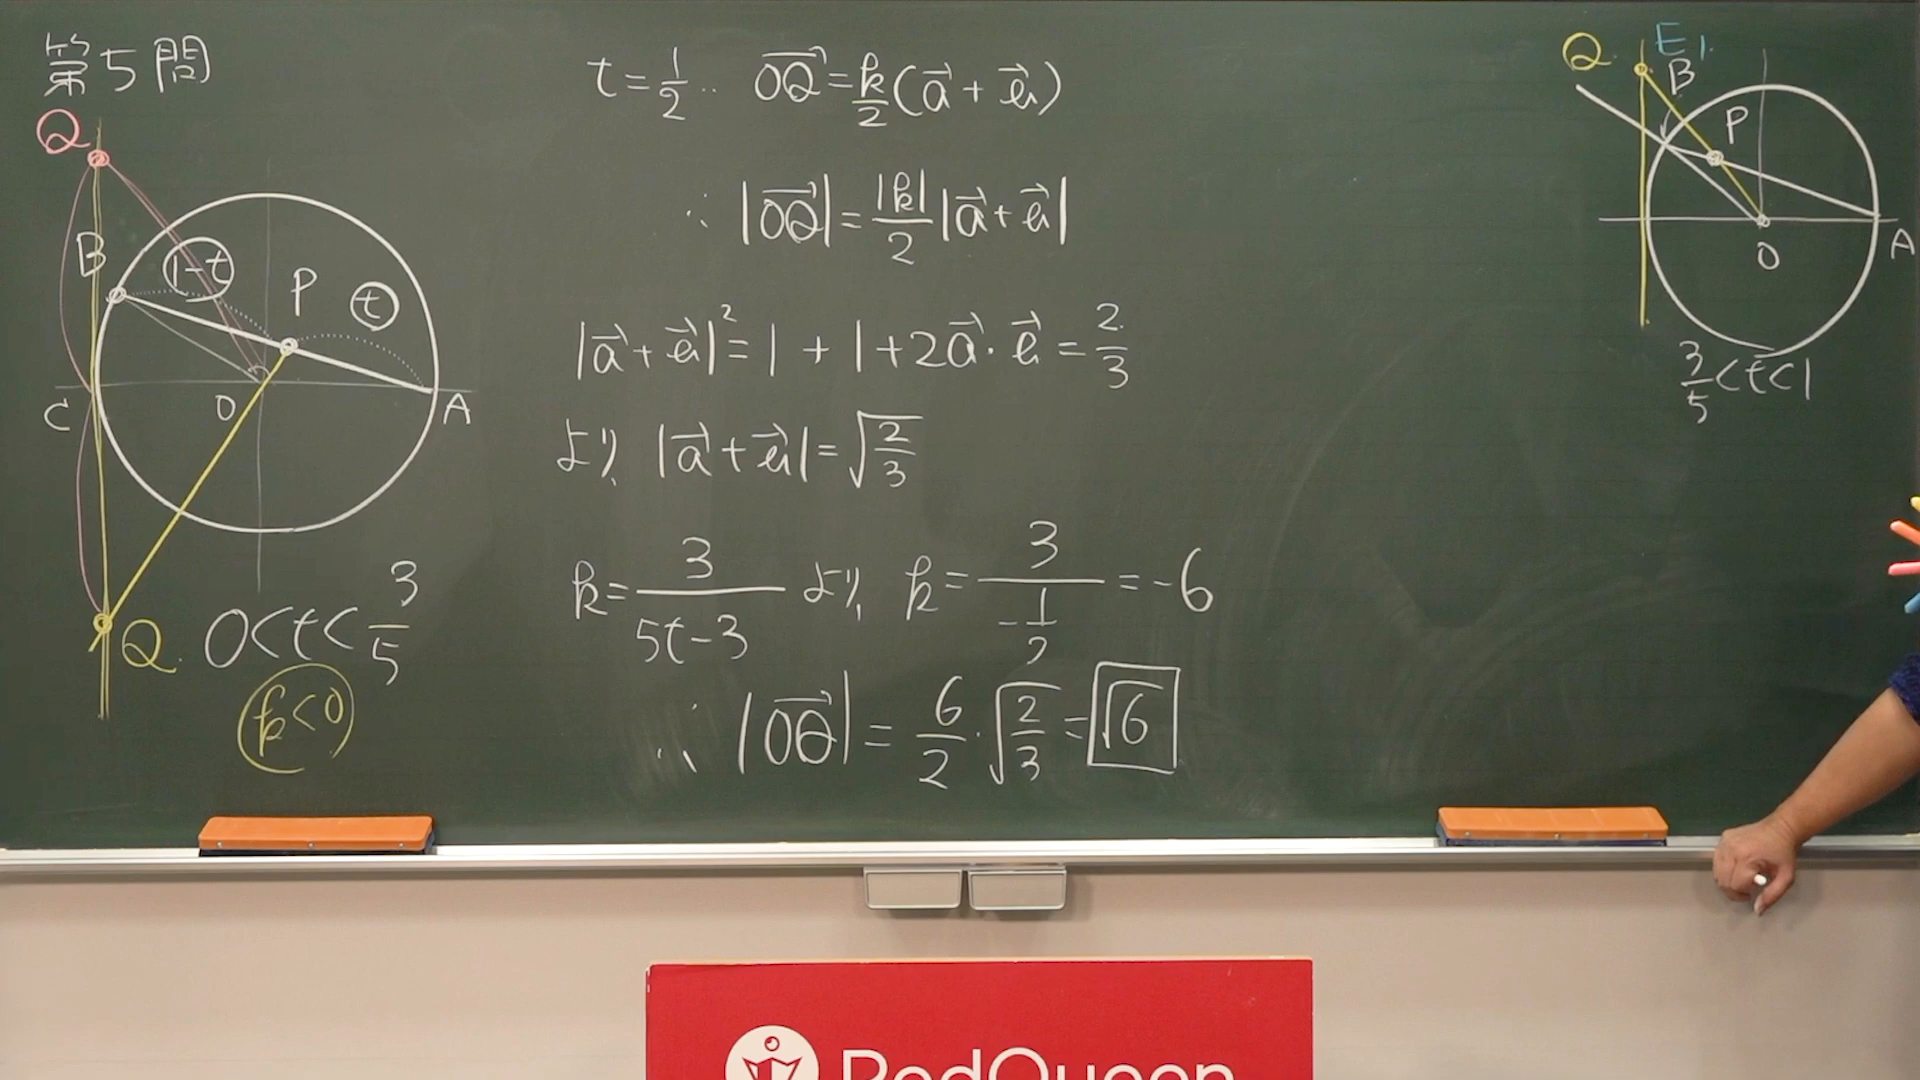 第5問
Q
B
1-t
P
t
C
O
A
Q
0<t<3/5
k<0
t=1/2‥ OQ→=k/2(a→+b→)
∴ |OQ→|=|k|/2|a→+b→|
|a→+b→|²=1+1+2a→・b→=2/3
より、|a→+b→|=√(2/3)
k=3/(5t-3) より、k=3/(-1/2)=-6
∴ |OQ→|=6/2・√(2/3)=√6
Q
E1
B
P
O
A
3/5<t<1
RedQueen